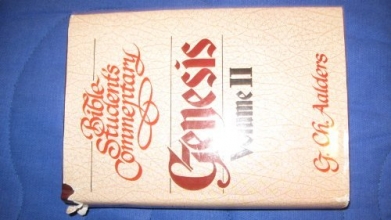 Bible
Student's
Commentary
Genesis
Volume II
G. Ch. Aalders